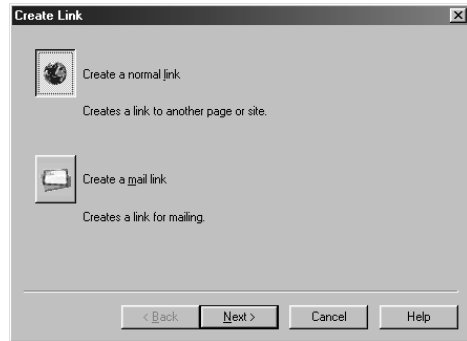 Create Link
Create a normal link
Creates a link to another page or site.
Create a mail link
Creates a link for mailing.
< Back Next > Cancel Help